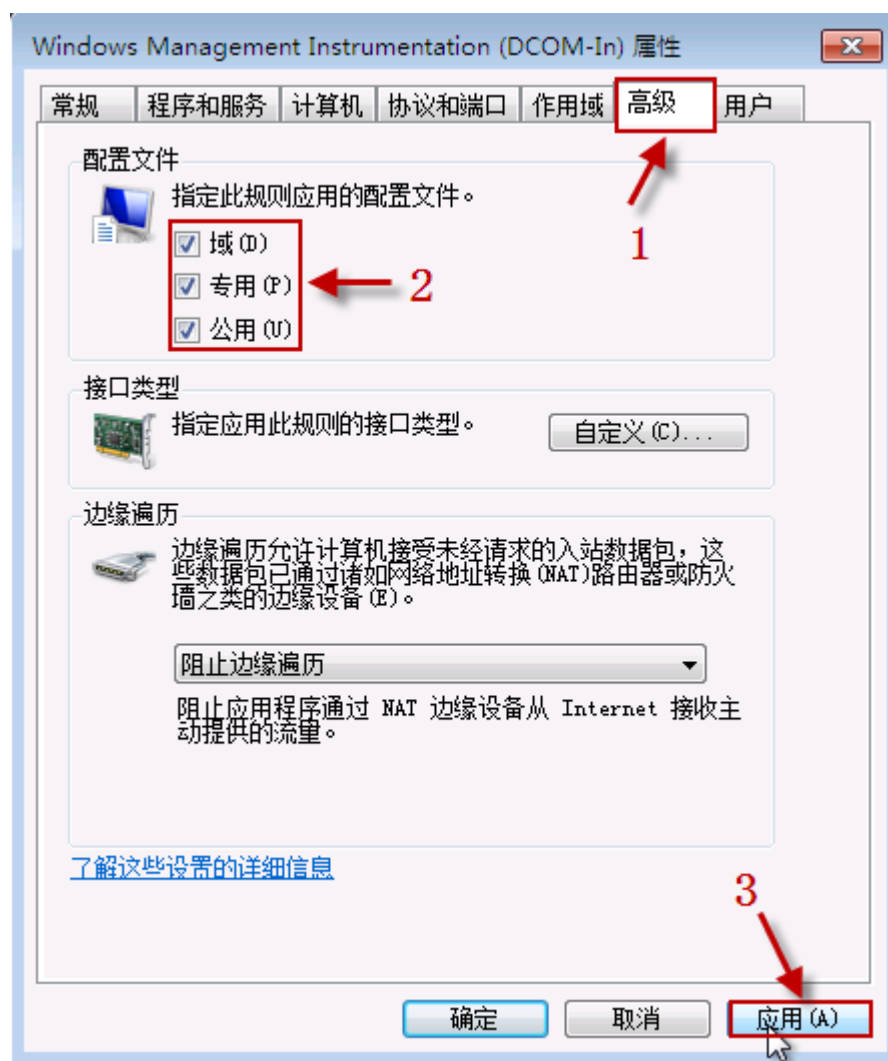 Windows Management Instrumentation (DCOM-In) 属性
常规 程序和服务 计算机 协议和端口 作用域 高级 用户
配置文件
指定此规则应用的配置文件。
1
域(D)
专用(P)
2
公用(U)
接口类型
指定应用此规则的接口类型。
自定义(C)...
边缘遍历
边缘遍历允许计算机接受未经请求的入站数据包，这
些数据包已通过诸如网络地址转换(NAT)路由器或防火
墙之类的边缘设备(E)。
阻止边缘遍历
阻止应用程序通过 NAT 边缘设备从 Internet 接收主
动提供的流量。
了解这些设置的详细信息
3
确定 取消 应用(A)